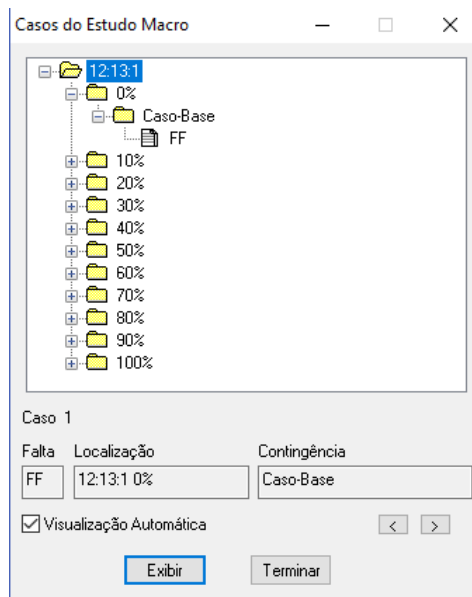 Casos do Estudo Macro
12:13:1
0%
Caso-Base
FF
10%
20%
30%
40%
50%
60%
70%
80%
90%
100%
Caso 1
Falta Localização Contingência
FF 12:13:1 0% Caso-Base
Visualização Automática < >
Exibir Terminar